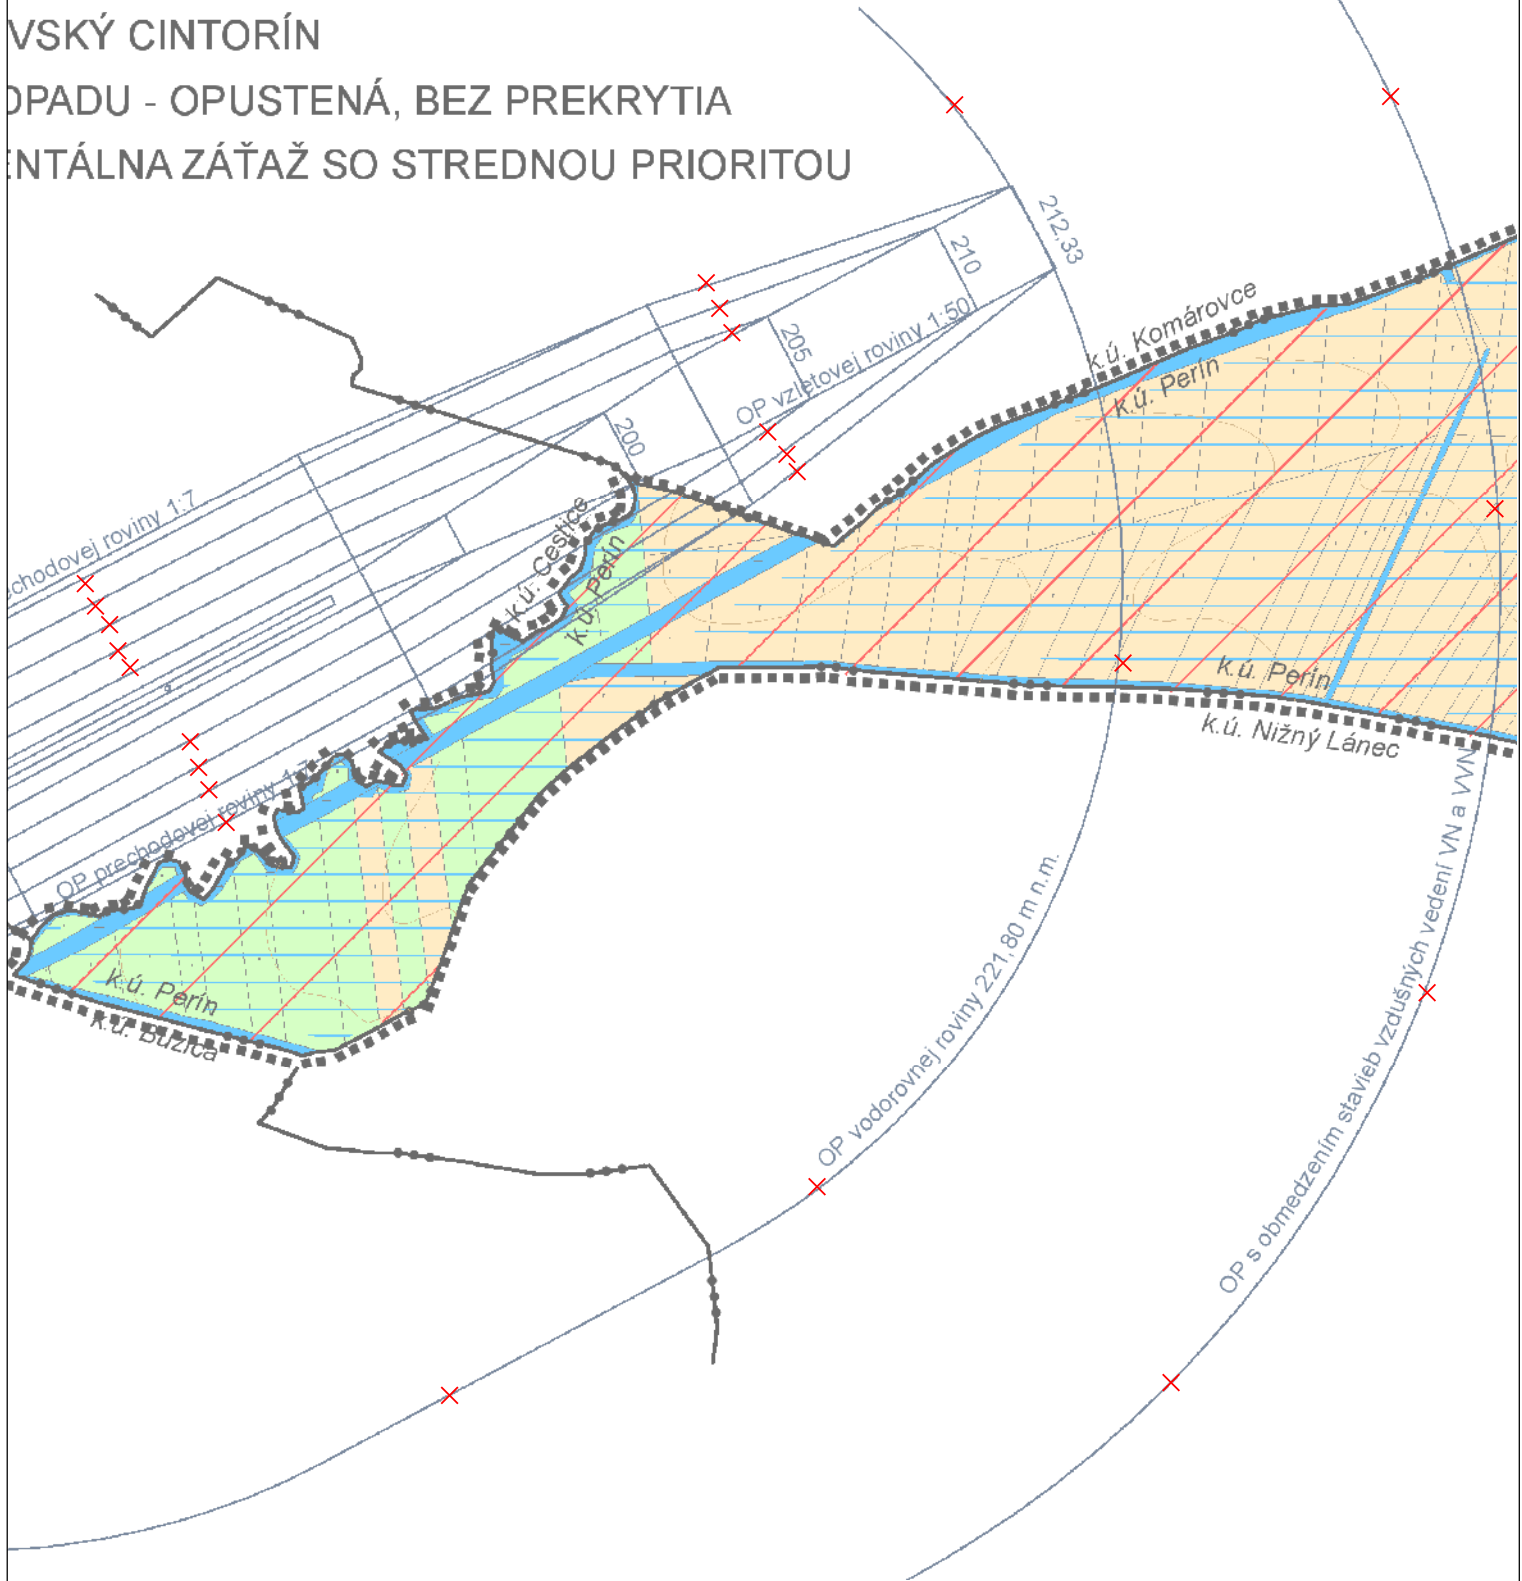 VSKÝ CINTORÍN
OPADU - OPUSTENÁ, BEZ PREKRYTIA
ENTÁLNA ZÁŤAŽ SO STREDNOU PRIORITOU
212,33
210
205
200
OP vzletovej roviny 1:50
k.ú. Komárovce
k.ú. Perín
echodovej roviny 1:7
k.ú. Cestice
k.ú. Perín
k.ú. Perín
k.ú. Nižný Lánec
OP prechodovej roviny 1:7
k.ú. Perín
k.ú. Buzica
OP vodorovnej roviny 221,80 m n.m.
OP s obmedzením stavieb vzdušných vedení VN a VVN